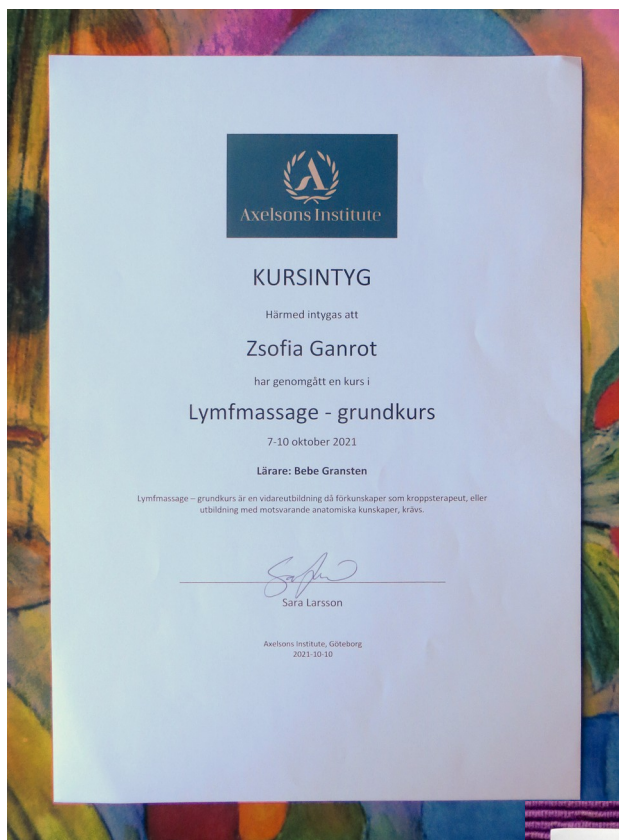 Axelsons Institute
KURSINTYG
Härmed intygas att
Zsofia Ganrot
har genomgått en kurs i
Lymfmassage - grundkurs
7-10 oktober 2021
Lärare: Bebe Gransten
Lymfmassage – grundkurs är en vidareutbildning då förkunskaper som kroppsterapeut, eller
utbildning med motsvarande anatomiska kunskaper, krävs.
Sara Larsson
Axelsons Institute, Göteborg
2021-10-10